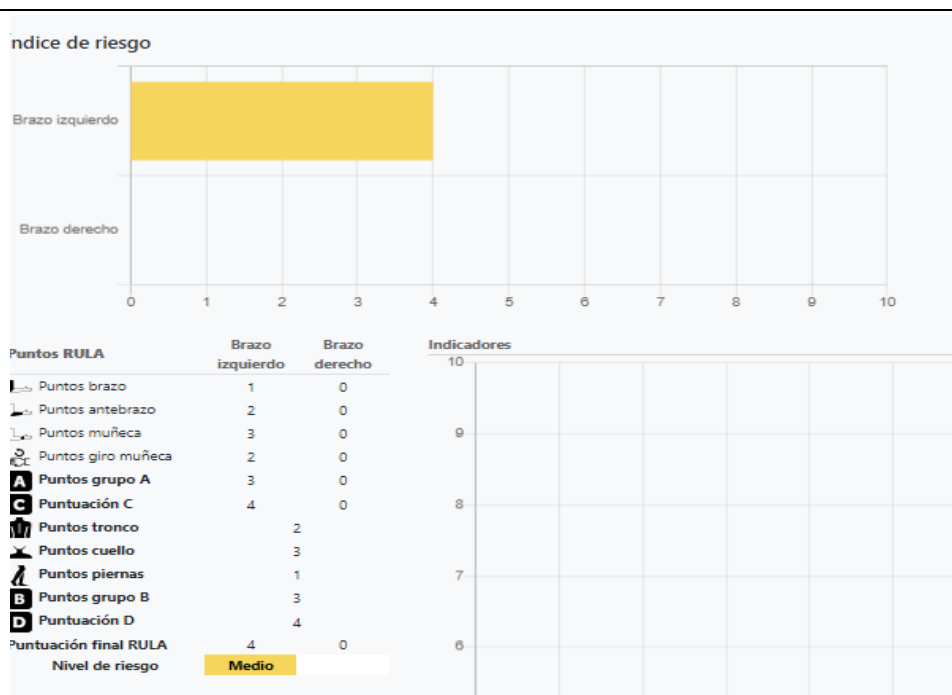 Índice de riesgo
Brazo izquierdo
Brazo derecho
0 1 2 3 4 5 6 7 8 9 10
Puntos RULA Brazo izquierdo Brazo derecho
Puntos brazo 1 0
Puntos antebrazo 2 0
Puntos muñeca 3 0
Puntos giro muñeca 2 0
A Puntos grupo A 3 0
C Puntuación C 4 0
Puntos tronco 2
Puntos cuello 3
Puntos piernas 1
B Puntos grupo B 3
D Puntuación D 4
Puntuación final RULA 4 0
Nivel de riesgo Medio
Indicadores
10
9
8
7
6